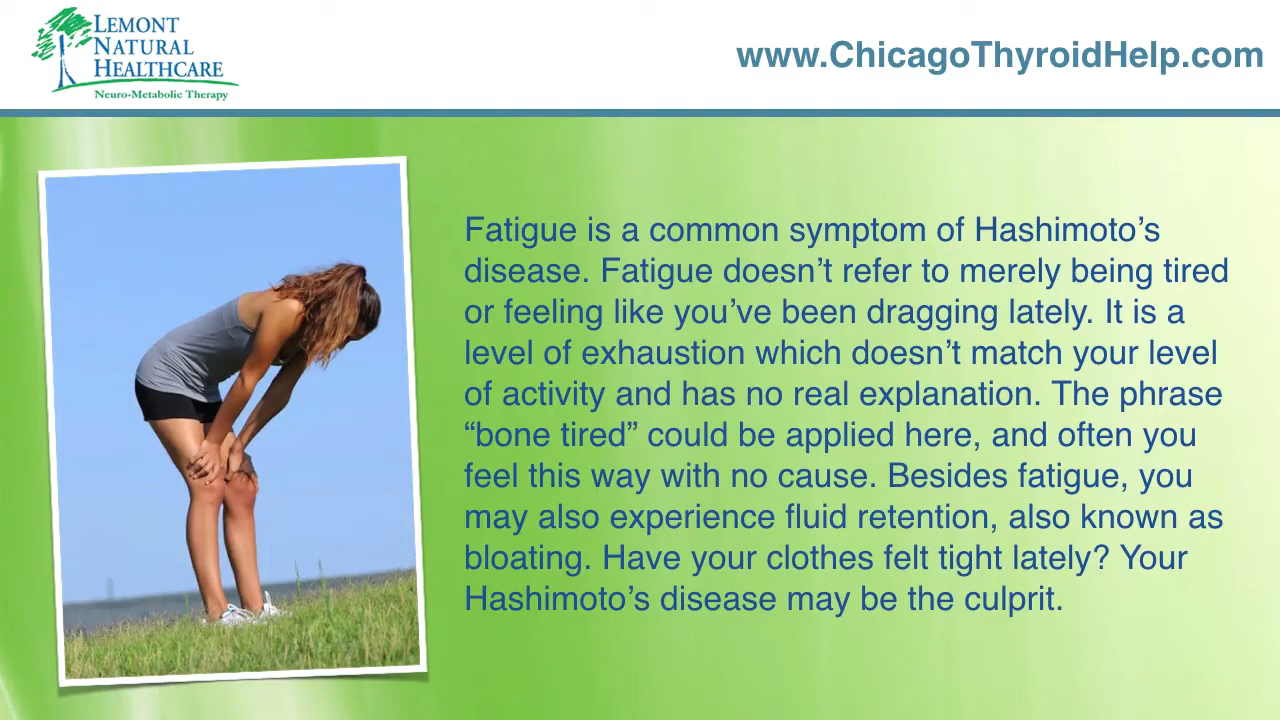 LEMONT
NATURAL
HEALTHCARE
Neuro-Metabolic Therapy
www.ChicagoThyroidHelp.com
Fatigue is a common symptom of Hashimoto’s
disease. Fatigue doesn’t refer to merely being tired
or feeling like you’ve been dragging lately. It is a
level of exhaustion which doesn’t match your level
of activity and has no real explanation. The phrase
“bone tired” could be applied here, and often you
feel this way with no cause. Besides fatigue, you
may also experience fluid retention, also known as
bloating. Have your clothes felt tight lately? Your
Hashimoto’s disease may be the culprit.